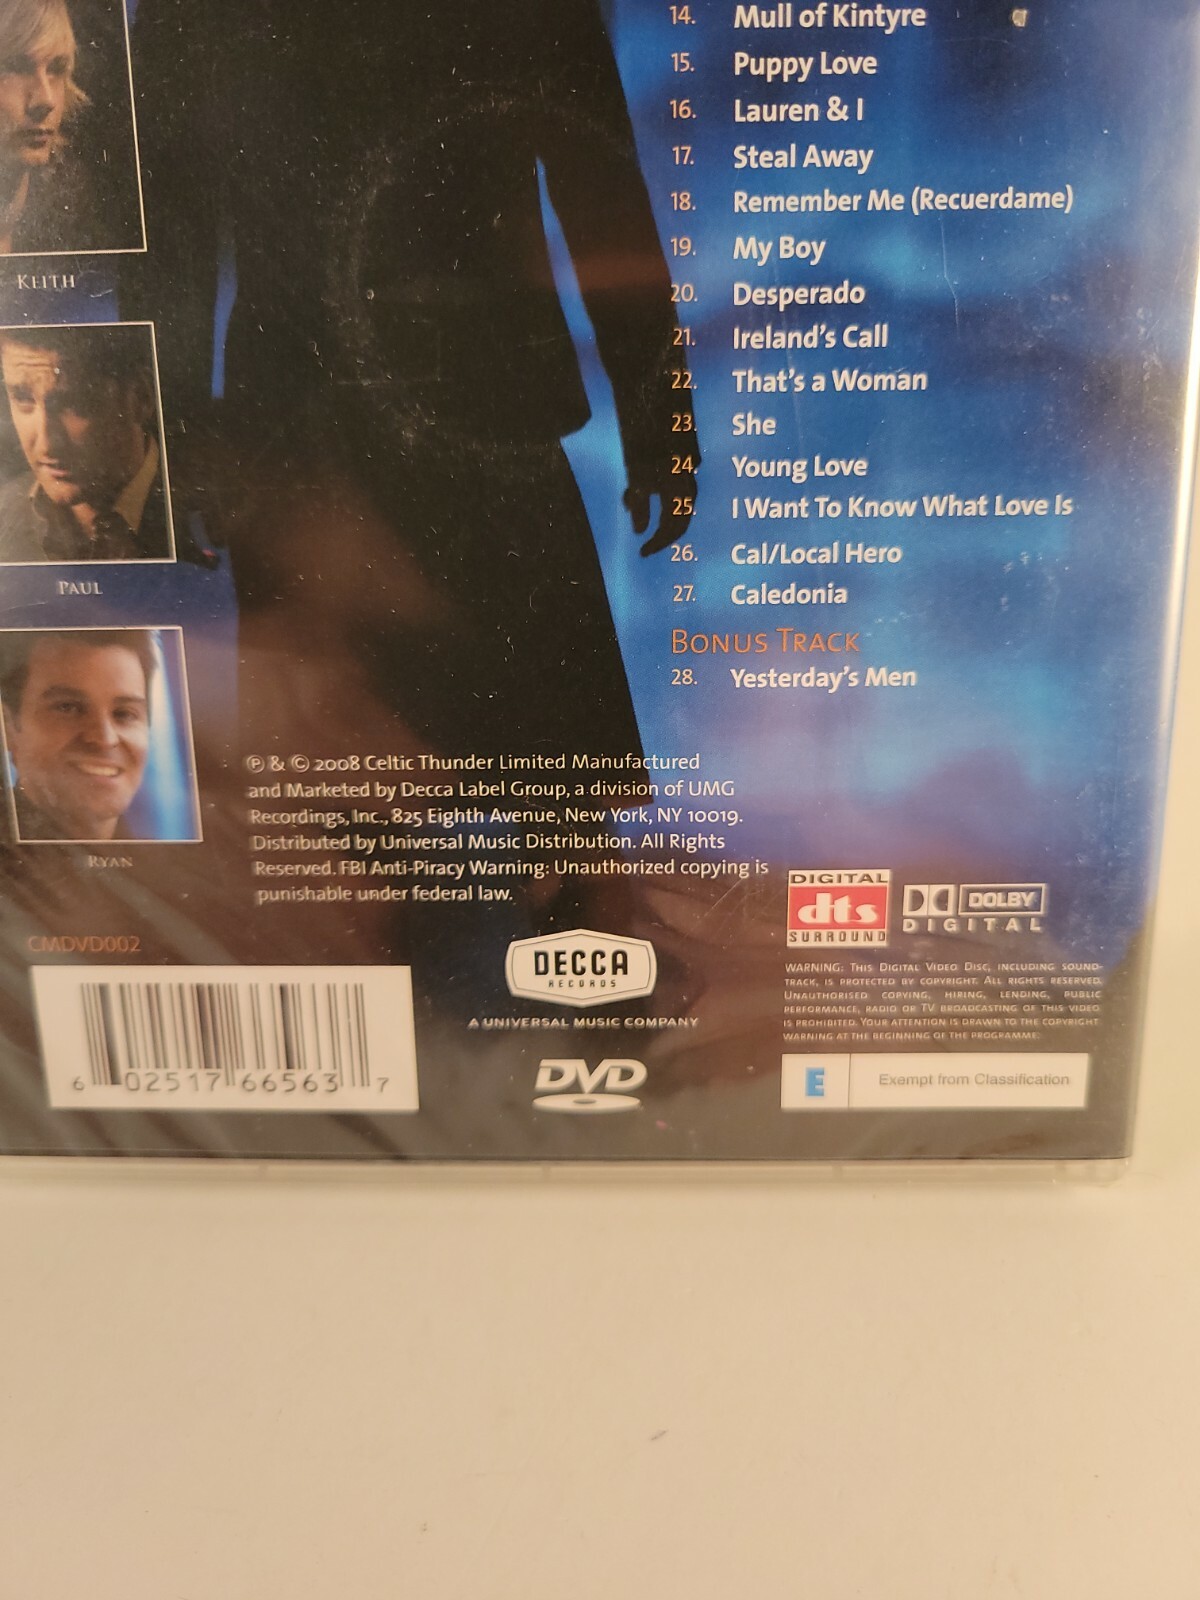 14. Mull of Kintyre
15. Puppy Love
16. Lauren & I
17. Steal Away
18. Remember Me (Recuerdame)
19. My Boy
20. Desperado
21. Ireland's Call
22. That's a Woman
23. She
24. Young Love
25. I Want To Know What Love Is
26. Cal/Local Hero
27. Caledonia
BONUS TRACK
28. Yesterday's Men
KEITH
PAUL
RYAN
℗ & © 2008 Celtic Thunder Limited Manufactured
and Marketed by Decca Label Group, a division of UMG
Recordings, Inc., 825 Eighth Avenue, New York, NY 10019.
Distributed by Universal Music Distribution. All Rights
Reserved. FBI Anti-Piracy Warning: Unauthorized copying is
punishable under federal law.
CMDVD002
6 02517 66563 7
DECCA
RECORDS
A UNIVERSAL MUSIC COMPANY
DVD
DIGITAL
dts
SURROUND
DOLBY
DIGITAL
WARNING: THIS DIGITAL VIDEO DISC, INCLUDING SOUND-
TRACK, IS PROTECTED BY COPYRIGHT. ALL RIGHTS RESERVED.
UNAUTHORISED COPYING, HIRING, LENDING, PUBLIC
PERFORMANCE, RADIO OR TV BROADCASTING OF THIS VIDEO
IS PROHIBITED. YOUR ATTENTION IS DRAWN TO THE COPYRIGHT
WARNING AT THE BEGINNING OF THE PROGRAMME.
E Exempt from Classification